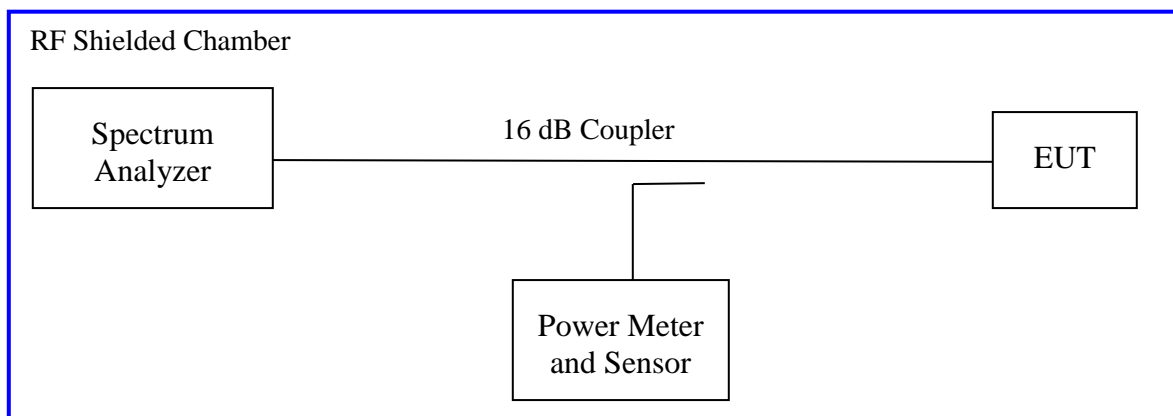 RF Shielded Chamber
Spectrum
Analyzer
16 dB Coupler
EUT
Power Meter
and Sensor